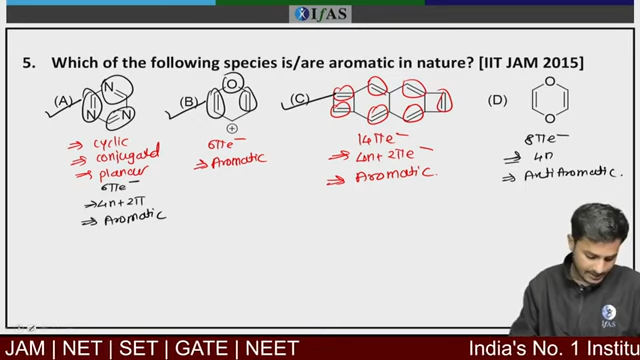 IfAS
5. Which of the following species is/are aromatic in nature? [IIT JAM 2015]
(A) N N N
(B) O ⊕
(C)
(D) O O
⇒ cyclic
⇒ conjugated
⇒ planar
6πe⁻
⇒ 4n+2π
⇒ Aromatic
6πe⁻
⇒ Aromatic
14πe⁻
⇒ 4n+2πe⁻
⇒ Aromatic
8πe⁻
⇒ 4n
⇒ AntiAromatic.
IFAS
JAM | NET | SET | GATE | NEET
India's No. 1 Institu